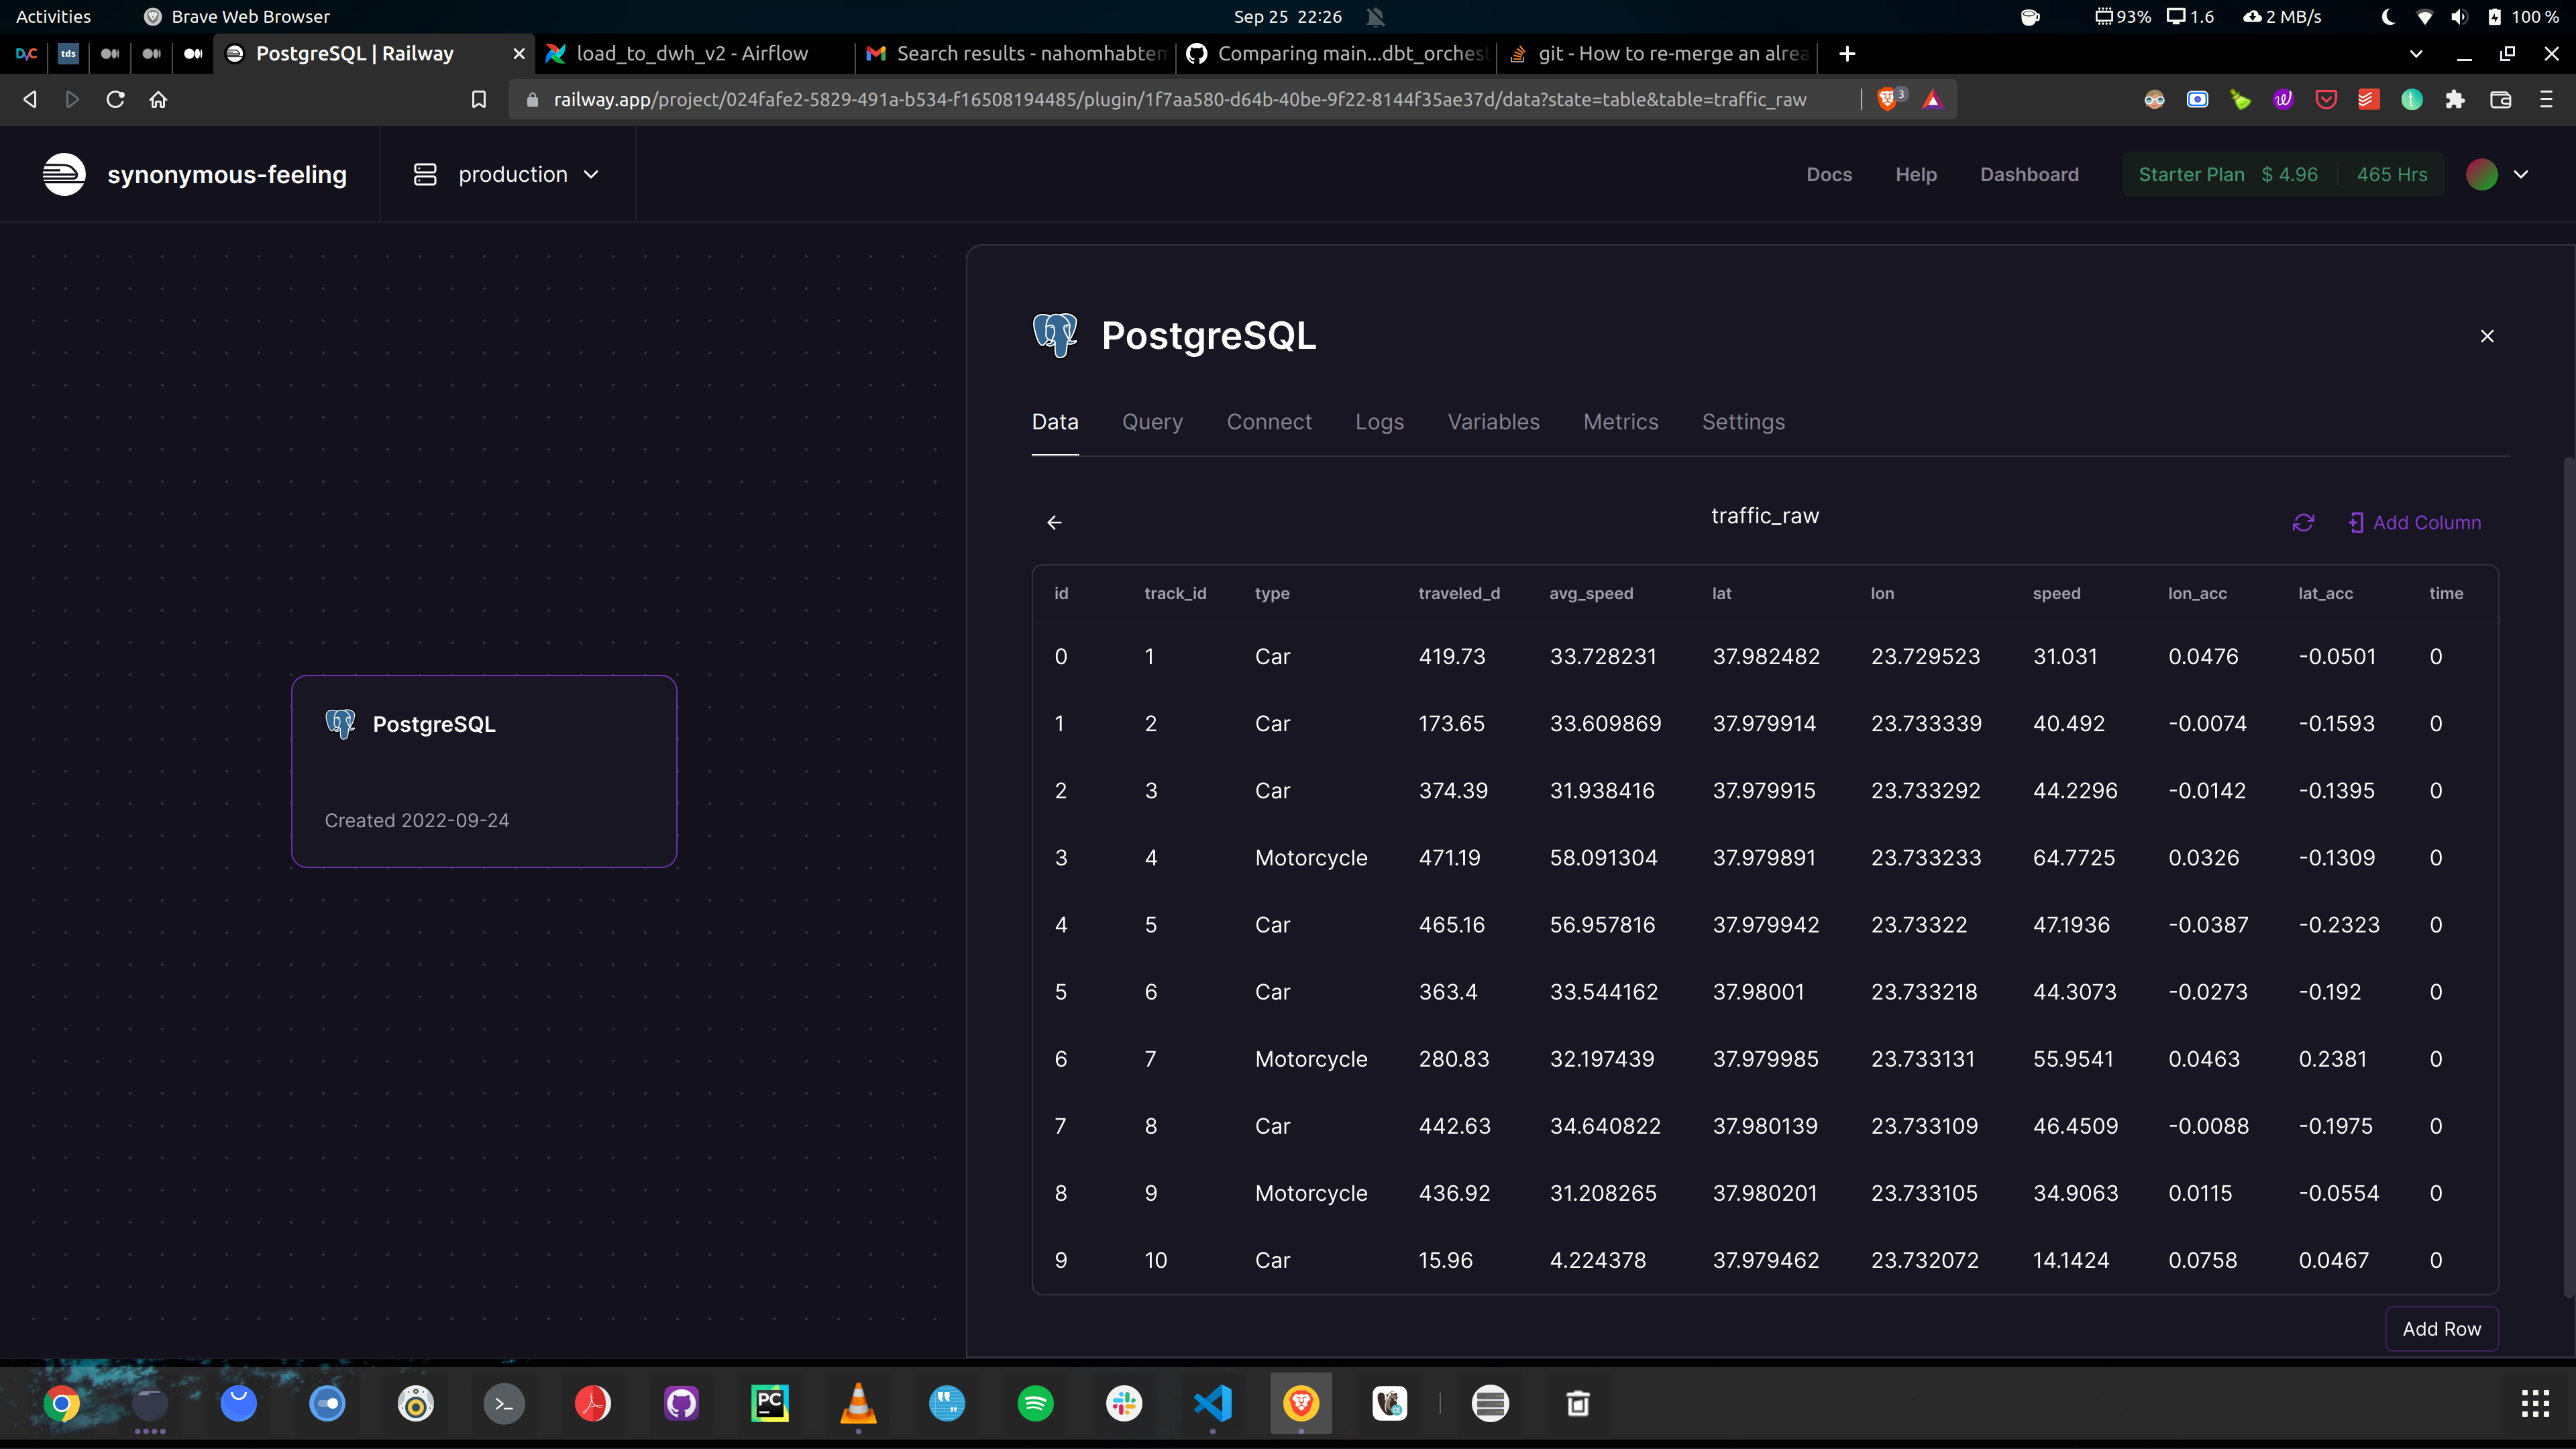 Activities Brave Web Browser Sep 25 22:26 93% 1.6 2 MB/s 100 %
DVC tds PostgreSQL | Railway load_to_dwh_v2 - Airflow Search results - nahomhabtem Comparing main...dbt_orchest git - How to re-merge an alrea
railway.app/project/024fafe2-5829-491a-b534-f16508194485/plugin/1f7aa580-d64b-40be-9f22-8144f35ae37d/data?state=table&table=traffic_raw 3
synonymous-feeling production Docs Help Dashboard Starter Plan $ 4.96 465 Hrs
PostgreSQL
Created 2022-09-24
PostgreSQL
Data Query Connect Logs Variables Metrics Settings
traffic_raw
Add Column
id track_id type traveled_d avg_speed lat lon speed lon_acc lat_acc time
0 1 Car 419.73 33.728231 37.982482 23.729523 31.031 0.0476 -0.0501 0
1 2 Car 173.65 33.609869 37.979914 23.733339 40.492 -0.0074 -0.1593 0
2 3 Car 374.39 31.938416 37.979915 23.733292 44.2296 -0.0142 -0.1395 0
3 4 Motorcycle 471.19 58.091304 37.979891 23.733233 64.7725 0.0326 -0.1309 0
4 5 Car 465.16 56.957816 37.979942 23.73322 47.1936 -0.0387 -0.2323 0
5 6 Car 363.4 33.544162 37.98001 23.733218 44.3073 -0.0273 -0.192 0
6 7 Motorcycle 280.83 32.197439 37.979985 23.733131 55.9541 0.0463 0.2381 0
7 8 Car 442.63 34.640822 37.980139 23.733109 46.4509 -0.0088 -0.1975 0
8 9 Motorcycle 436.92 31.208265 37.980201 23.733105 34.9063 0.0115 -0.0554 0
9 10 Car 15.96 4.224378 37.979462 23.732072 14.1424 0.0758 0.0467 0
Add Row
PC